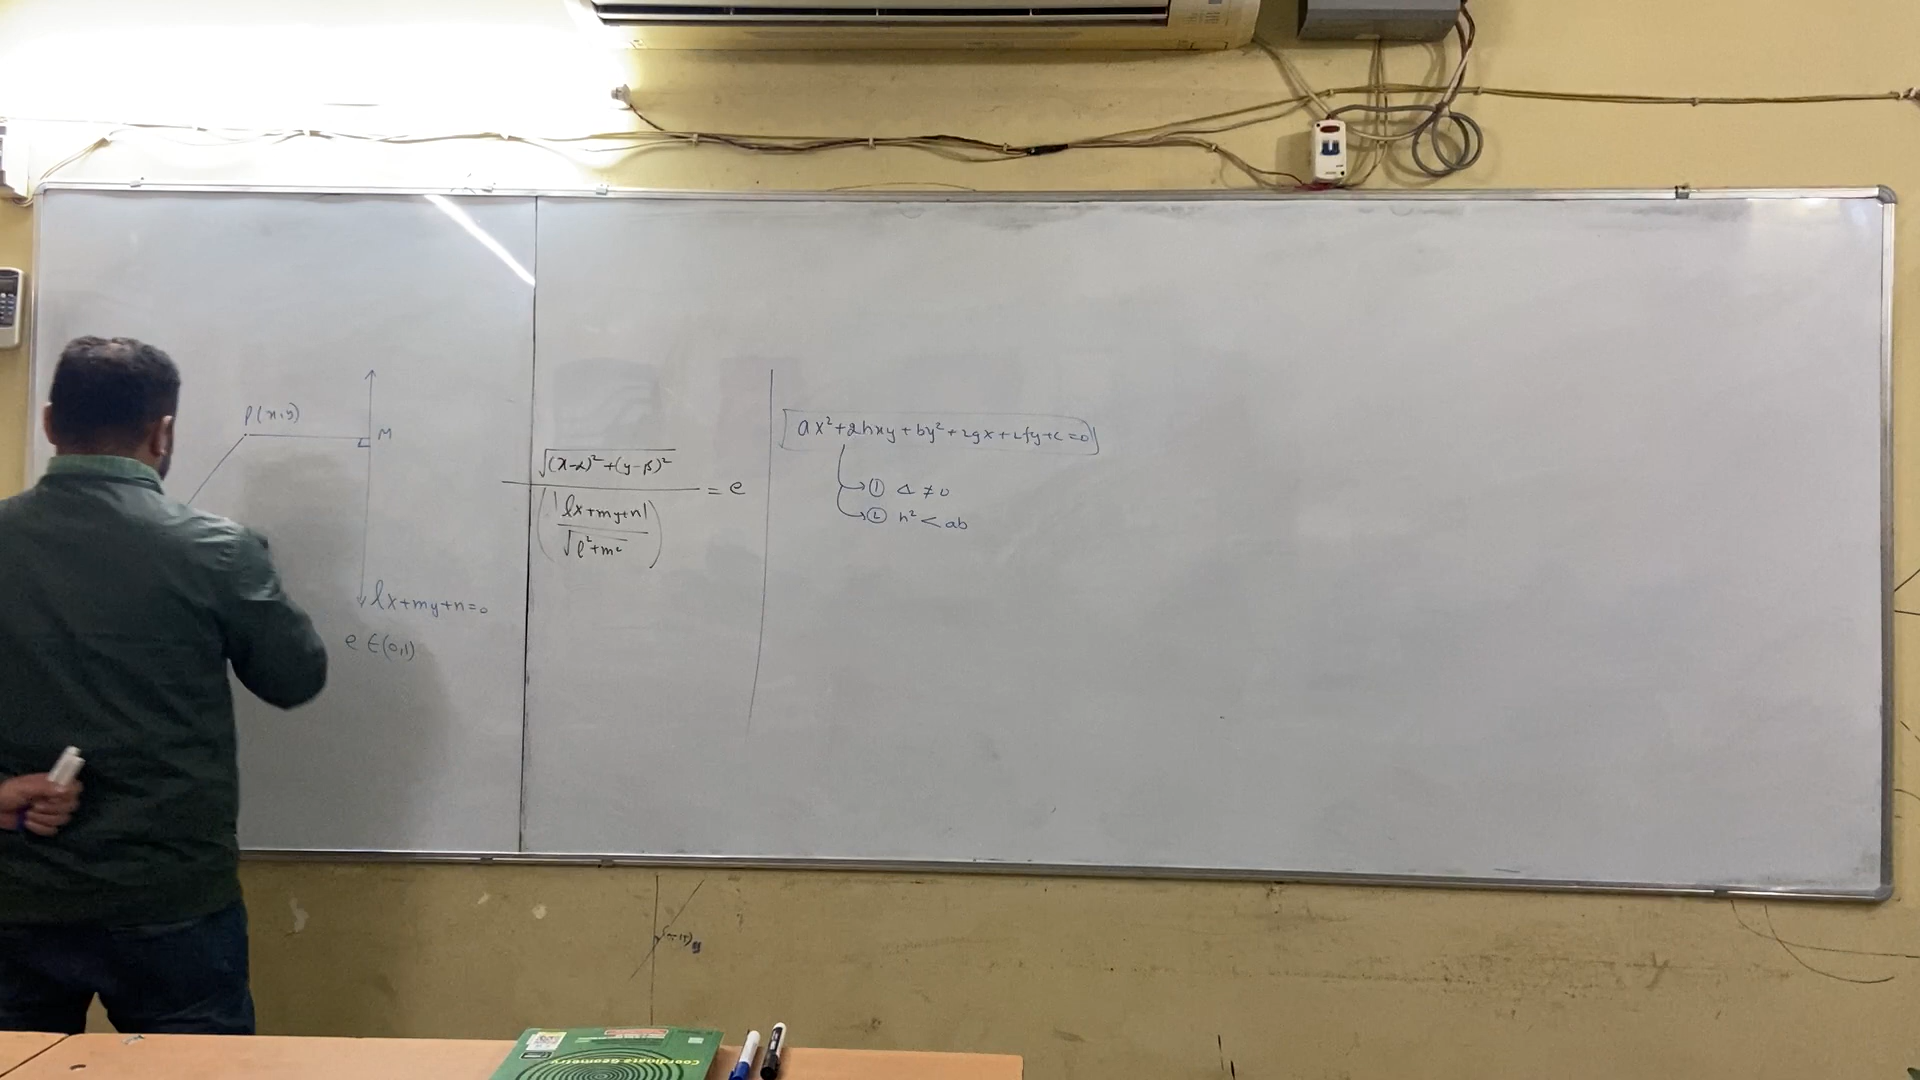 P(x,y)
M
lx+my+n=0
e ∈(0,1)
√(x-α)²+(y-β)² / (|lx+my+n| / √l²+m²) = e
ax²+2hxy+by²+2gx+2fy+c=0
① Δ ≠ 0
② h² < ab
Coordinate Geometry